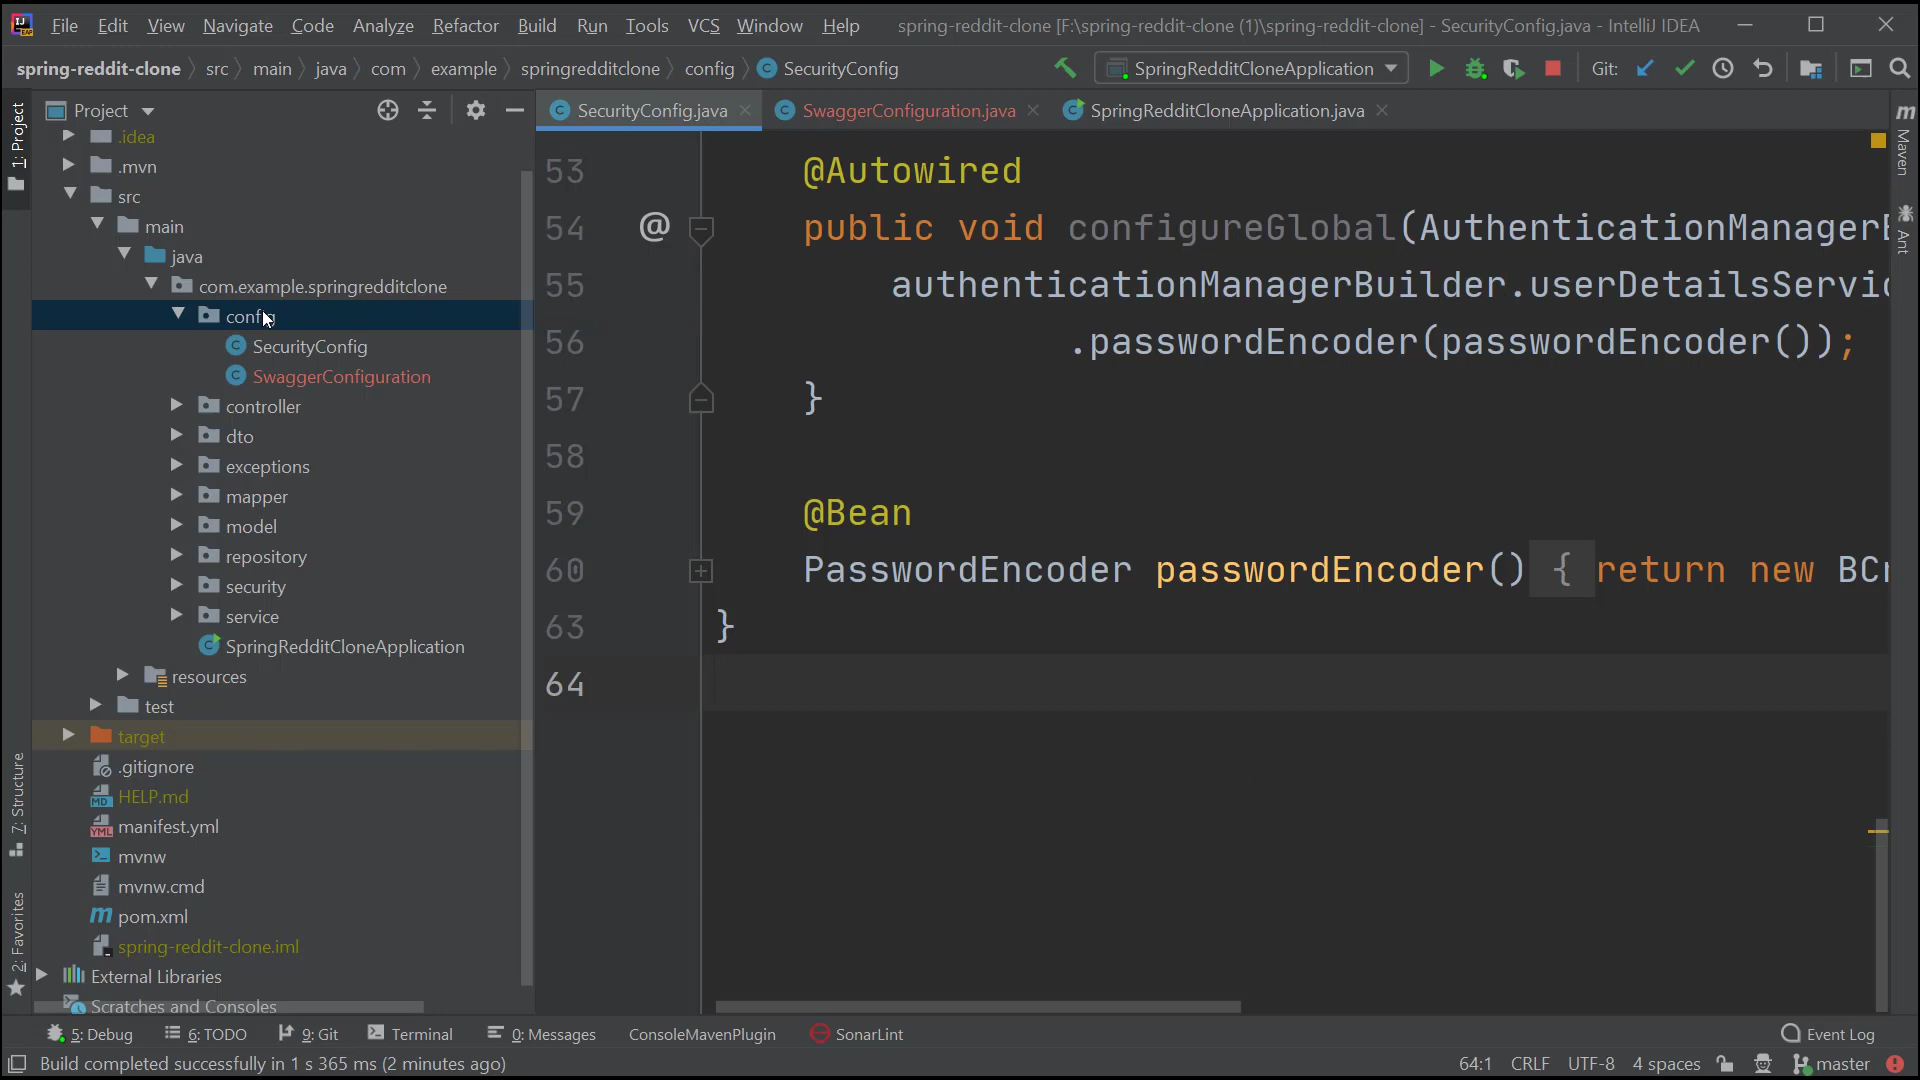 File Edit View Navigate Code Analyze Refactor Build Run Tools VCS Window Help spring-reddit-clone [F:\spring-reddit-clone (1)\spring-reddit-clone] - SecurityConfig.java - IntelliJ IDEA
spring-reddit-clone src main java com example springredditclone config SecurityConfig SpringRedditCloneApplication Git:
Project
SecurityConfig.java SwaggerConfiguration.java SpringRedditCloneApplication.java
.idea
.mvn
src
main
java
com.example.springredditclone
config
SecurityConfig
SwaggerConfiguration
controller
dto
exceptions
mapper
model
repository
security
service
SpringRedditCloneApplication
resources
test
target
.gitignore
HELP.md
manifest.yml
mvnw
mvnw.cmd
pom.xml
spring-reddit-clone.iml
External Libraries
Scratches and Consoles
53 @Autowired
54 @ public void configureGlobal(AuthenticationManagerB
55 authenticationManagerBuilder.userDetailsServic
56 .passwordEncoder(passwordEncoder());
57 }
58
59 @Bean
60 PasswordEncoder passwordEncoder() { return new BCr
63 }
64
1: Project
7: Structure
2: Favorites
Maven
Ant
5: Debug 6: TODO 9: Git Terminal 0: Messages ConsoleMavenPlugin SonarLint Event Log
Build completed successfully in 1 s 365 ms (2 minutes ago) 64:1 CRLF UTF-8 4 spaces master